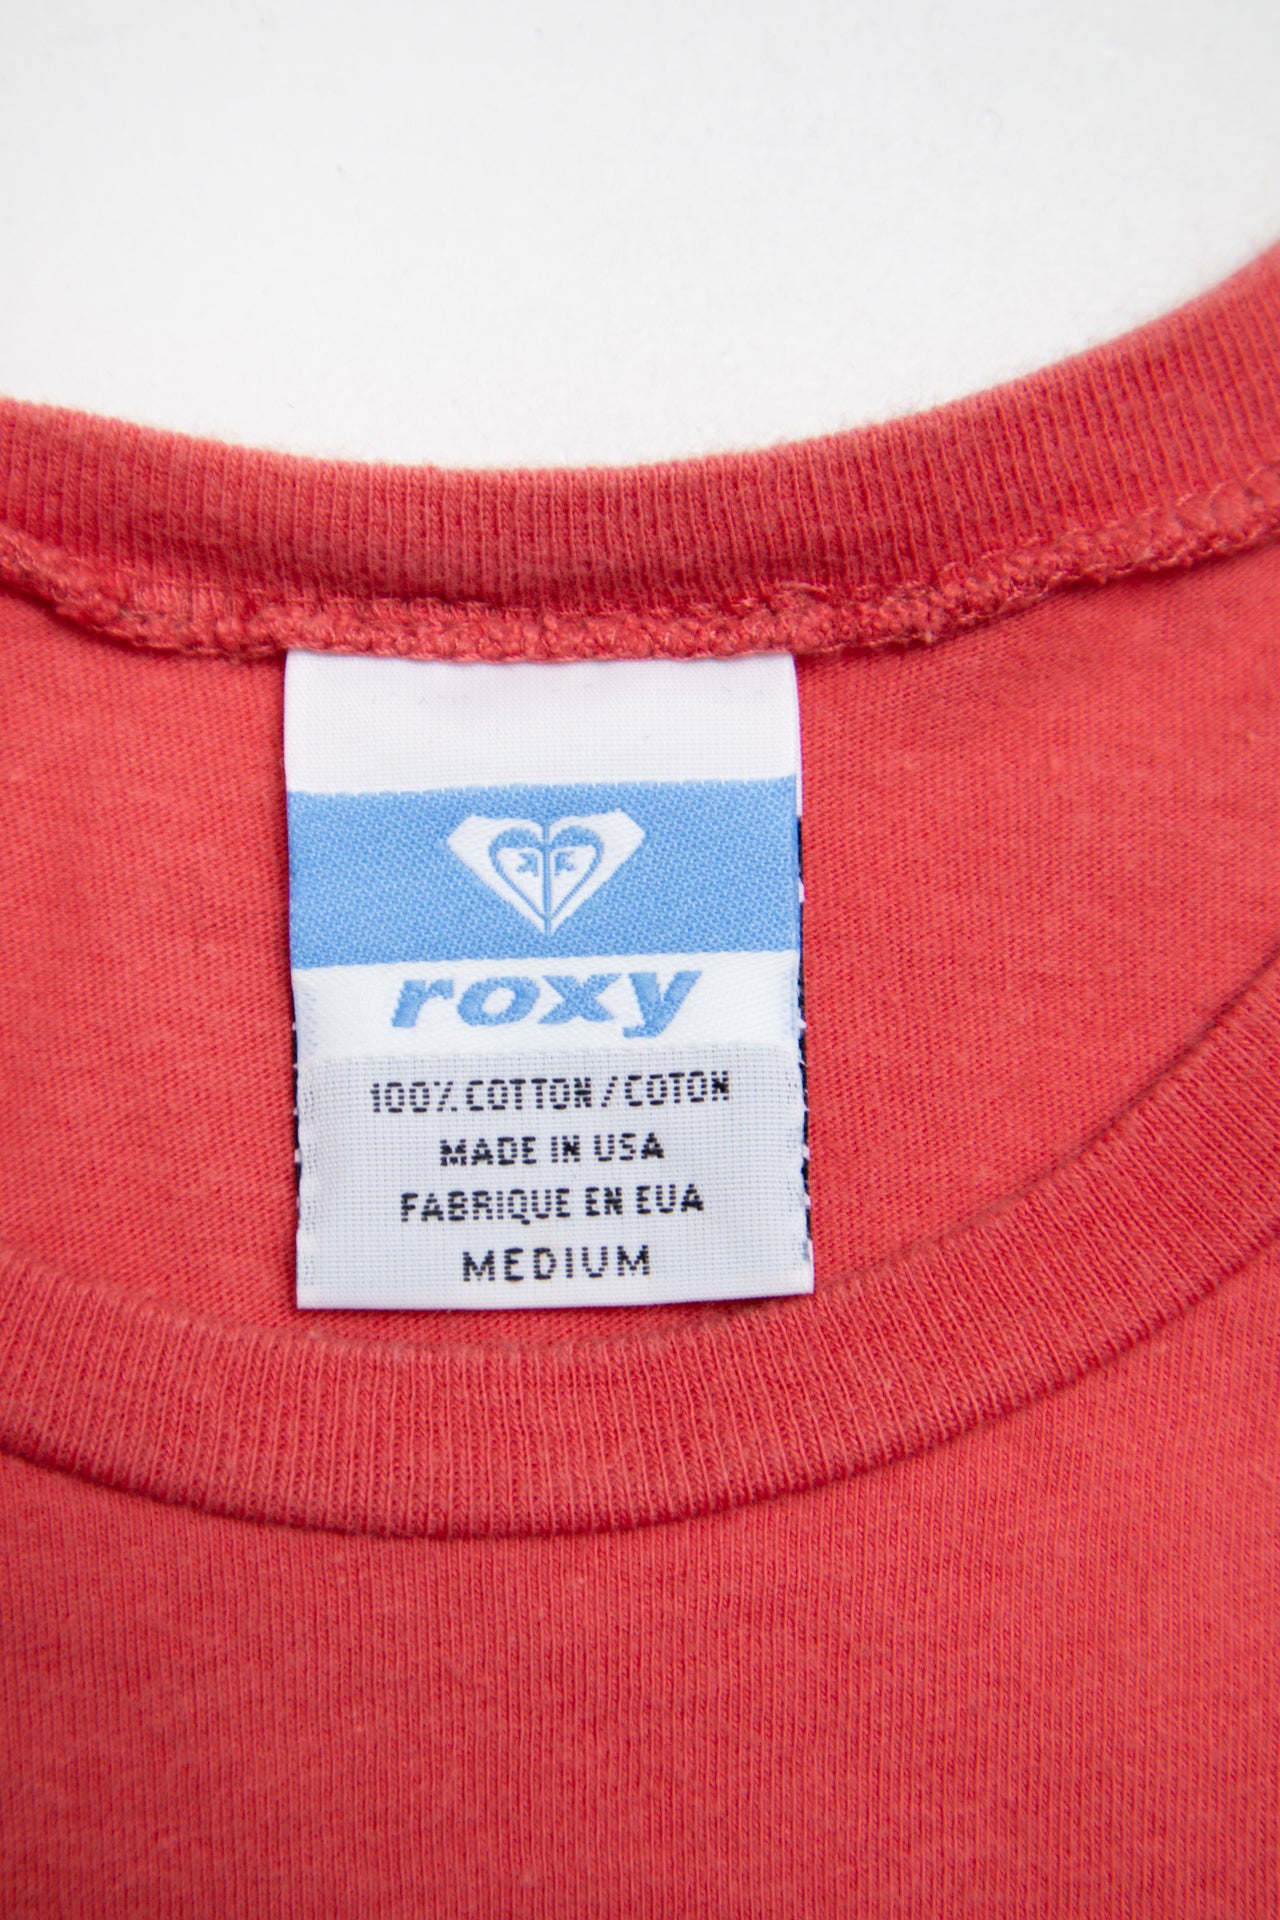 roxy
100% COTTON / COTON
MADE IN USA
FABRIQUE EN EUA
MEDIUM